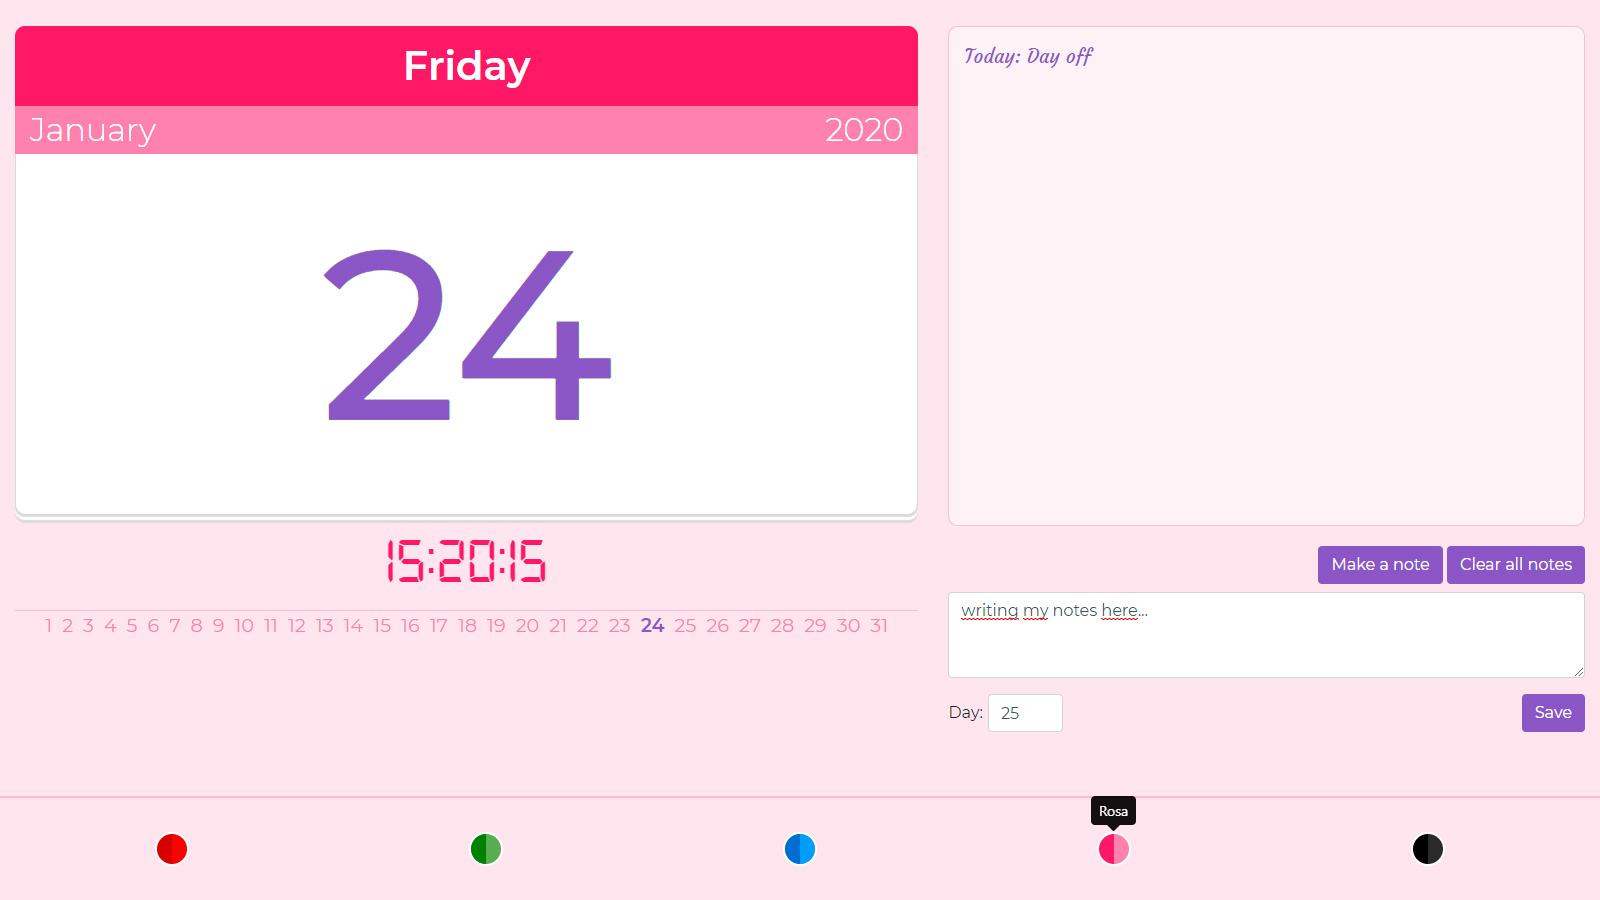 Friday
January 2020
24
15:20:15
1 2 3 4 5 6 7 8 9 10 11 12 13 14 15 16 17 18 19 20 21 22 23 24 25 26 27 28 29 30 31
Today: Day off
Make a note Clear all notes
writing my notes here...
Day: 25 Save
Rosa